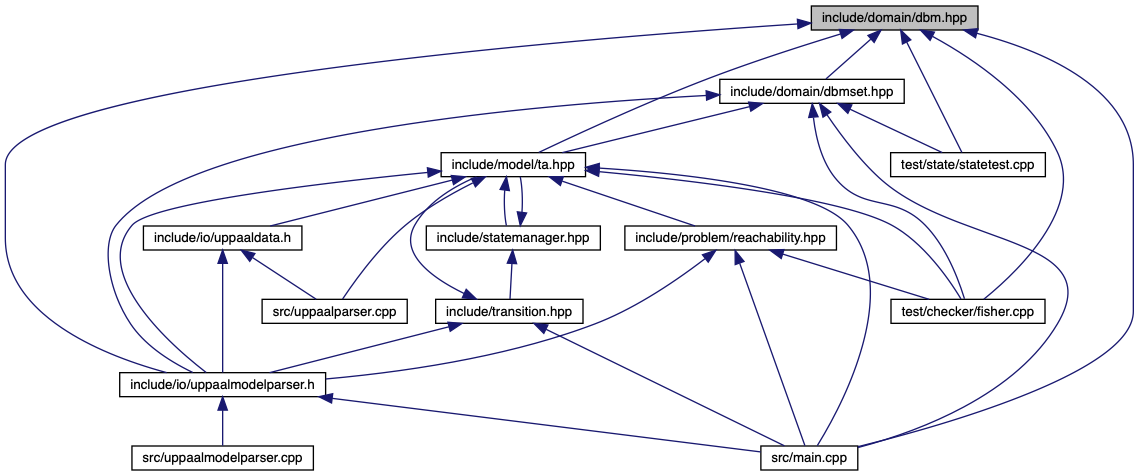 include/domain/dbm.hpp
include/domain/dbmset.hpp
include/model/ta.hpp
test/state/statetest.cpp
include/io/uppaaldata.h
include/statemanager.hpp
include/problem/reachability.hpp
src/uppaalparser.cpp
include/transition.hpp
test/checker/fisher.cpp
include/io/uppaalmodelparser.h
src/uppaalmodelparser.cpp
src/main.cpp